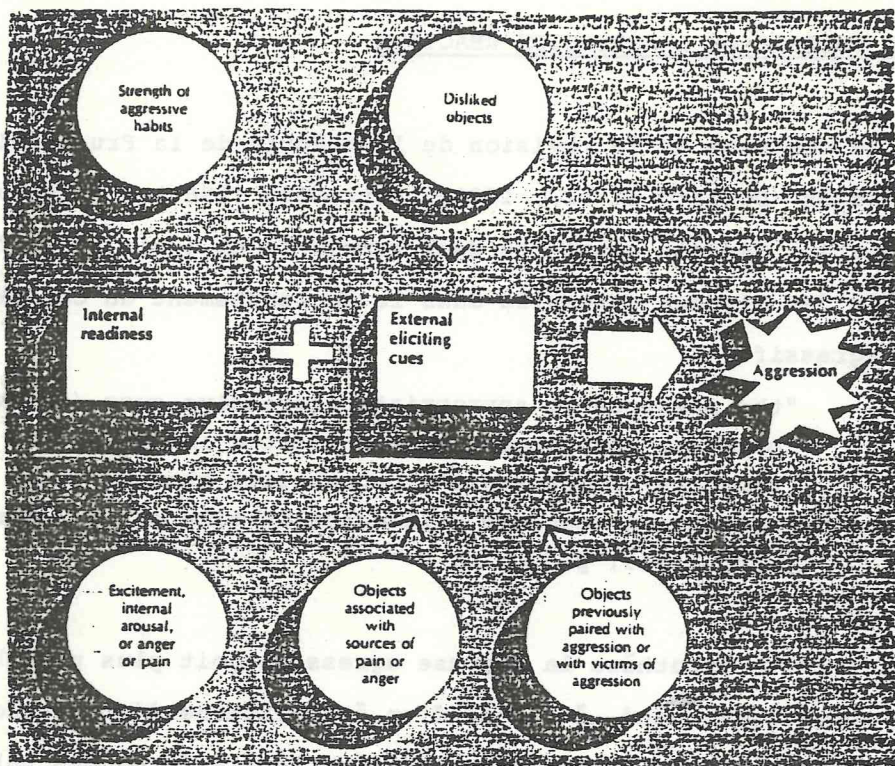 Strength of
aggressive
habits
Disliked
objects
Internal
readiness
External
eliciting
cues
Aggression
Excitement,
internal
arousal,
or anger
or pain
Objects
associated
with
sources of
pain or
anger
Objects
previously
paired with
aggression or
with victims of
aggression